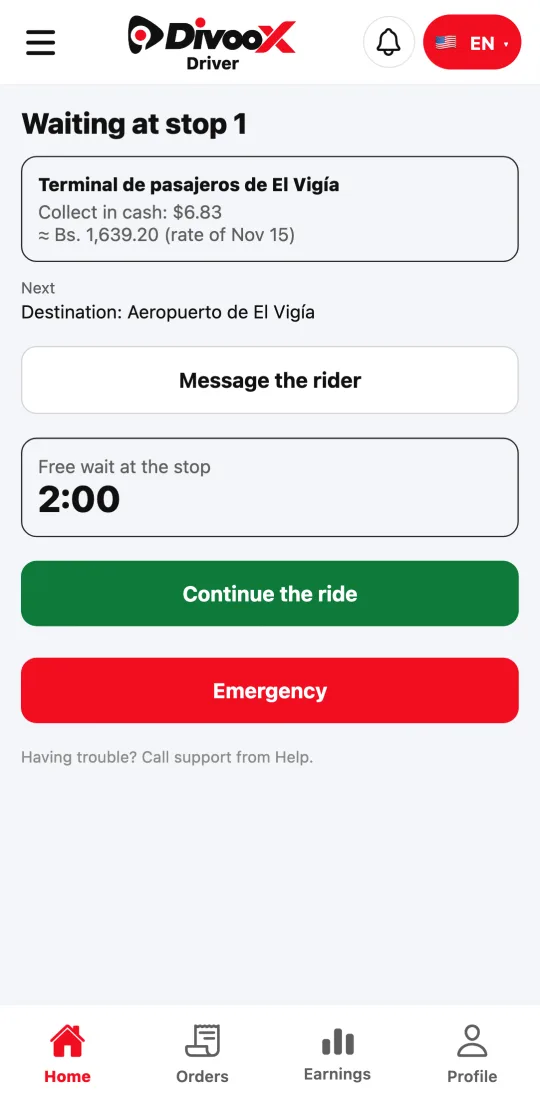 DivooX
Driver
EN
Waiting at stop 1
Terminal de pasajeros de El Vigía
Collect in cash: $6.83
≈ Bs. 1,639.20 (rate of Nov 15)
Next
Destination: Aeropuerto de El Vigía
Message the rider
Free wait at the stop
2:00
Continue the ride
Emergency
Having trouble? Call support from Help.
Home
Orders
Earnings
Profile